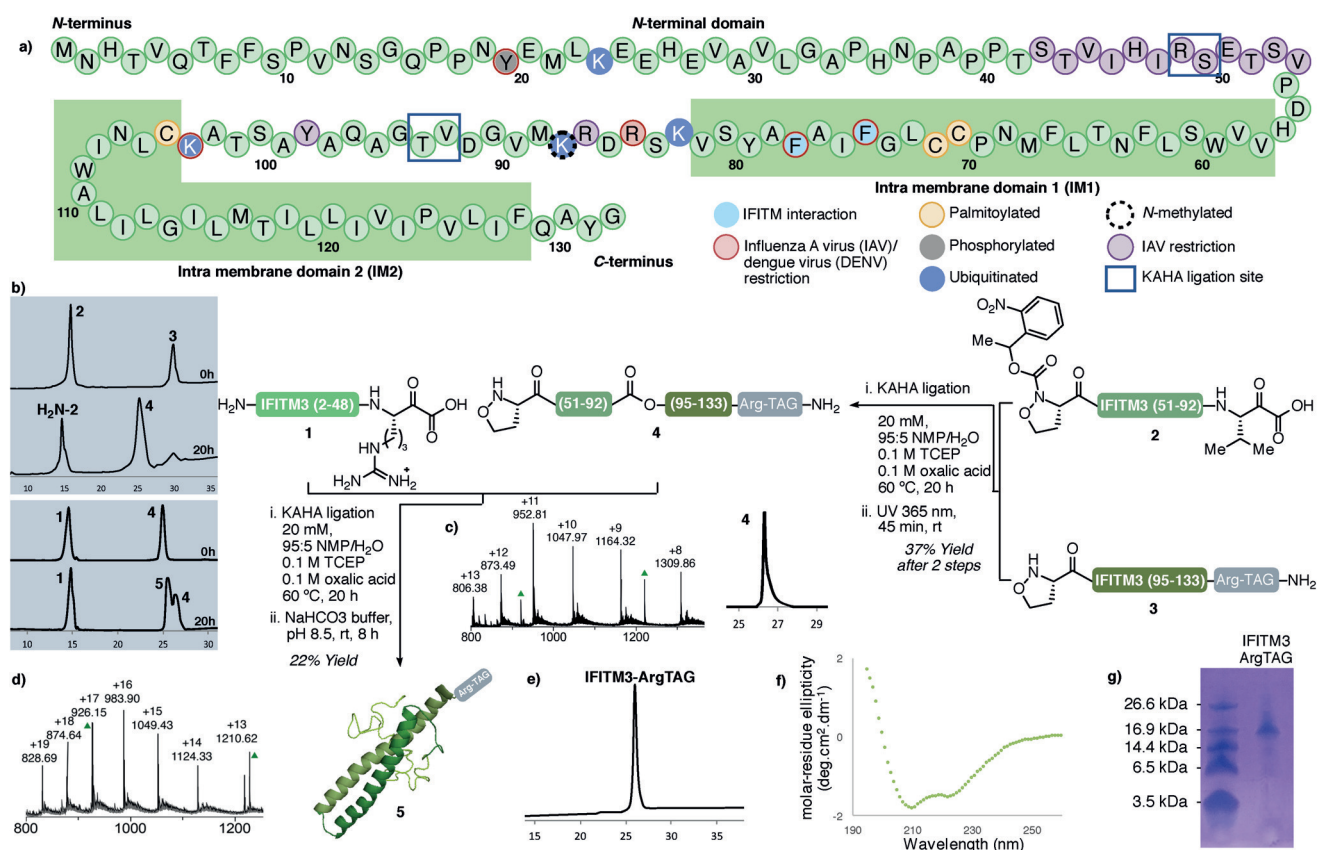 N-terminus
N-terminal domain
a)
M N H T V Q T F F S P V N S G Q P P N Y E M L K E E H E V A V L G A P H N P A P P T S T V I H I R S E T S V
10 20 30 40 50
P
D
I N L C K A T S A Y A Q A G T V D G V M K R D R S K V S Y A F A I F G L C C P N M F L T N F L S W V V H
100 90 80 70 60
W
A
110
L I L G I L M T I L L I V I P V L I F Q A Y G
120 130
Intra membrane domain 1 (IM1)
Intra membrane domain 2 (IM2)
C-terminus
IFITM interaction
Influenza A virus (IAV)/
dengue virus (DENV)
restriction
Palmitoylated
Phosphorylated
Ubiquitinated
N-methylated
IAV restriction
KAHA ligation site
b)
2
3
0h
H₂N-2
4
20h
10 15 20 25 30 35
1
4
0h
1
5
4
20h
15 20 25 30
H₂N
IFITM3 (2-48)
N
H
O
OH
O
3
HN
H₂N
NH₂
+
1
H
N
O
O
(51-92)
O
O
(95-133)
Arg-TAG
NH₂
4
i. KAHA ligation
20 mM,
95:5 NMP/H₂O
0.1 M TCEP
0.1 M oxalic acid
60 ºC, 20 h
ii. UV 365 nm,
45 min, rt
37% Yield
after 2 steps
O₂N
Me
O
O
N
O
O
IFITM3 (51-92)
H
N
O
OH
O
Me
Me
2
H
N
O
O
IFITM3 (95-133)
Arg-TAG
NH₂
3
i. KAHA ligation
20 mM,
95:5 NMP/H₂O
0.1 M TCEP
0.1 M oxalic acid
60 ºC, 20 h
ii. NaHCO3 buffer,
pH 8.5, rt, 8 h
22% Yield
Arg-TAG
5
c)
+13
806.38
+12
873.49
+11
952.81
+10
1047.97
+9
1164.32
+8
1309.86
800 1000 1200
4
25 27 29
d)
+19
828.69
+18
874.64
+17
926.15
+16
983.90
+15
1049.43
+14
1124.33
+13
1210.62
800 1000 1200
e)
IFITM3-ArgTAG
15 20 25 30 35
f)
molar-residue ellipticity
(deg.cm2 dm-1)
2
0
-2
190 210 230 250
Wavelength (nm)
g)
IFITM3
ArgTAG
26.6 kDa
16.9 kDa
14.4 kDa
6.5 kDa
3.5 kDa